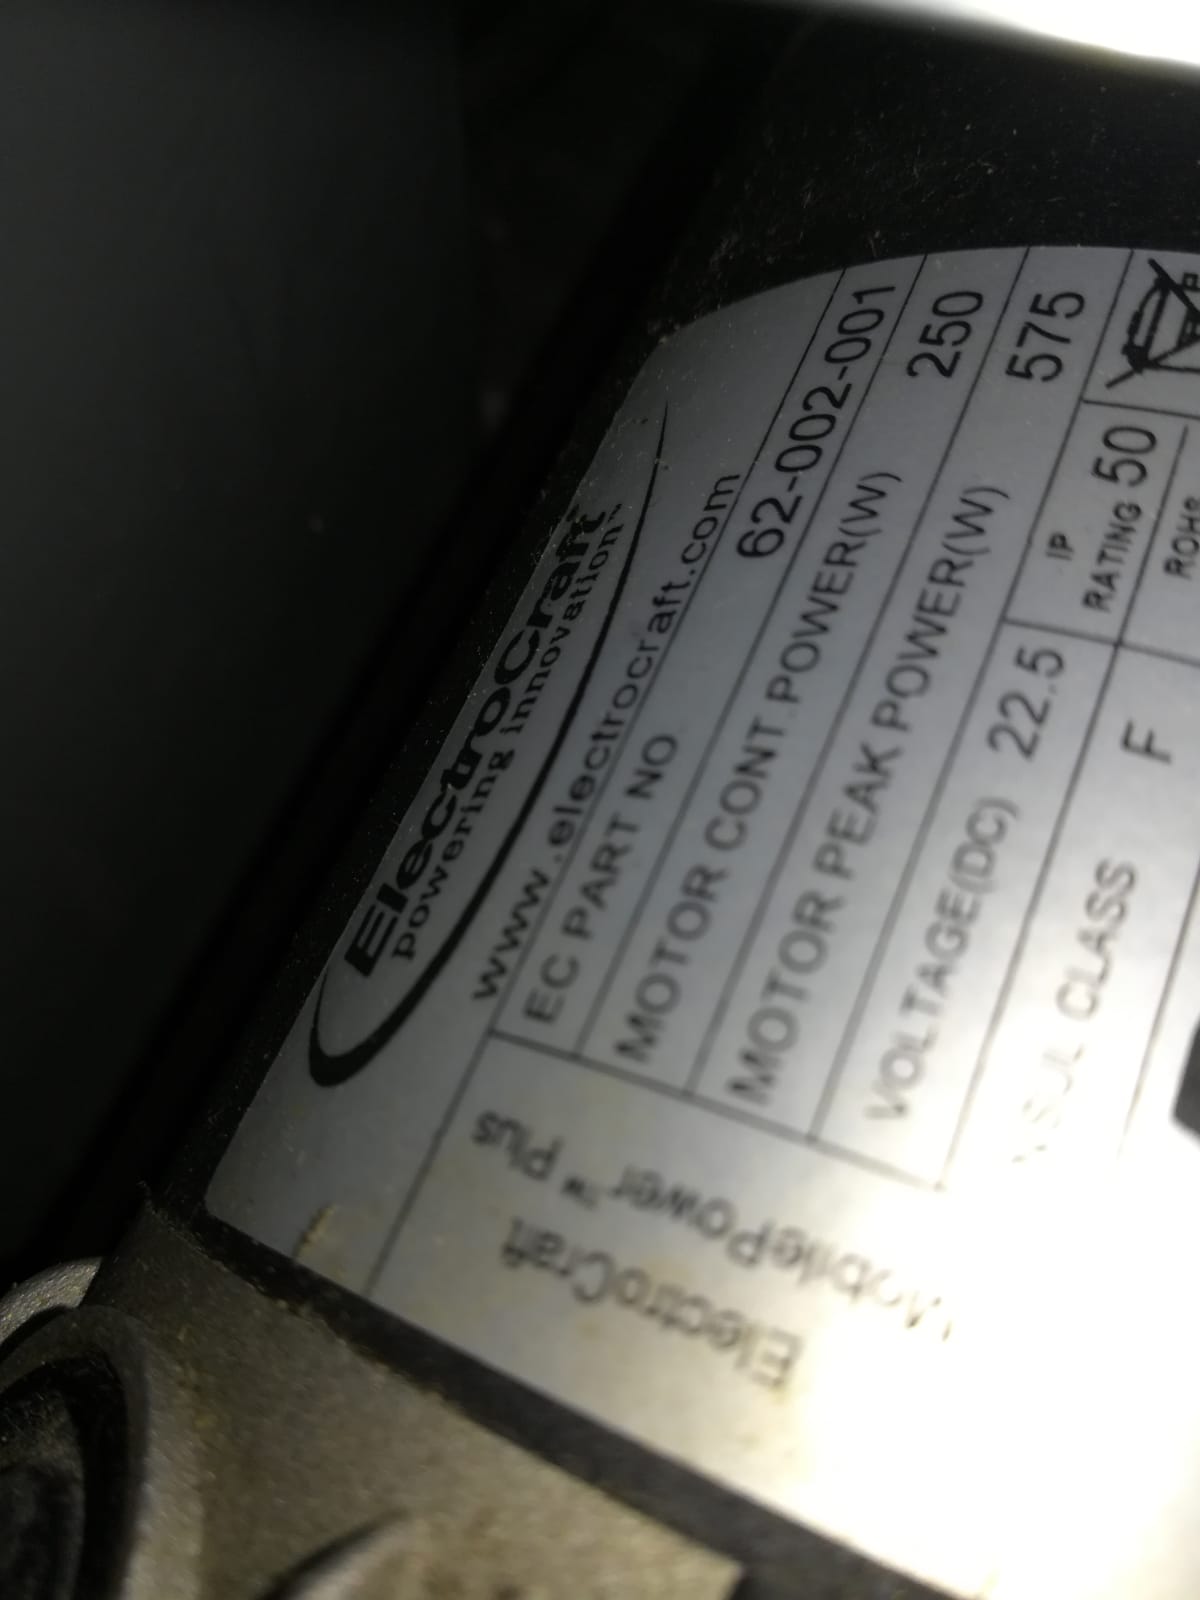 ElectroCraft
powering innovation™
www.electrocraft.com
EC PART NO 62-002-001
MOTOR CONT.POWER(W) 250
MOTOR PEAK POWER(W) 575
VOLTAGE(DC) 22.5 IP RATING 50
CLASS F ROHS
ElectroCraft
MobilePower™ Plus